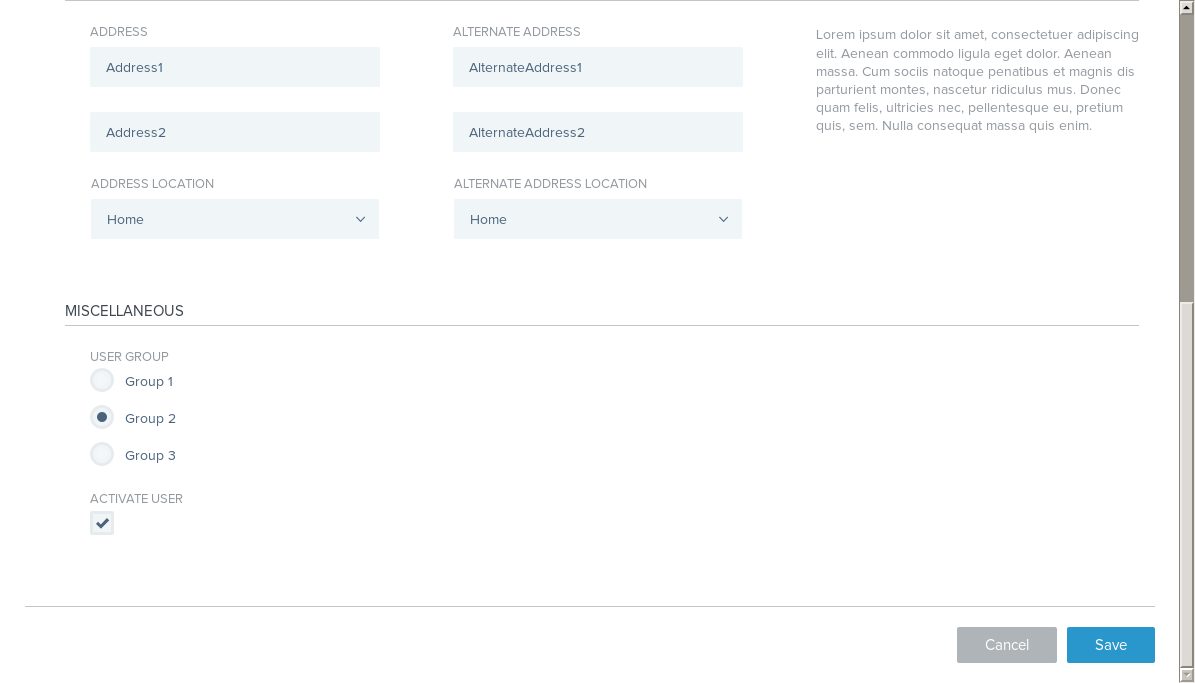 ADDRESS
Address1
Address2
ALTERNATE ADDRESS
AlternateAddress1
AlternateAddress2
Lorem ipsum dolor sit amet, consectetuer adipiscing
elit. Aenean commodo ligula eget dolor. Aenean
massa. Cum sociis natoque penatibus et magnis dis
parturient montes, nascetur ridiculus mus. Donec
quam felis, ultricies nec, pellentesque eu, pretium
quis, sem. Nulla consequat massa quis enim.
ADDRESS LOCATION
Home
ALTERNATE ADDRESS LOCATION
Home
MISCELLANEOUS
USER GROUP
Group 1
Group 2
Group 3
ACTIVATE USER
Cancel
Save